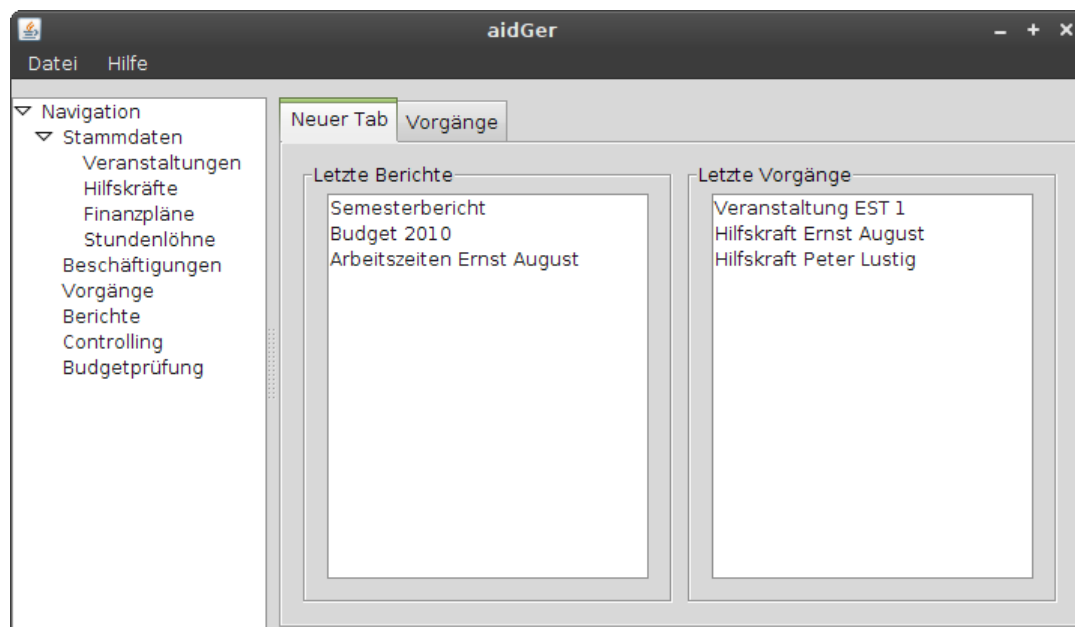 aidGer
Datei Hilfe
Navigation
Stammdaten
Veranstaltungen
Hilfskräfte
Finanzpläne
Stundenlöhne
Beschäftigungen
Vorgänge
Berichte
Controlling
Budgetprüfung
Neuer Tab Vorgänge
Letzte Berichte
Semesterbericht
Budget 2010
Arbeitszeiten Ernst August
Letzte Vorgänge
Veranstaltung EST 1
Hilfskraft Ernst August
Hilfskraft Peter Lustig